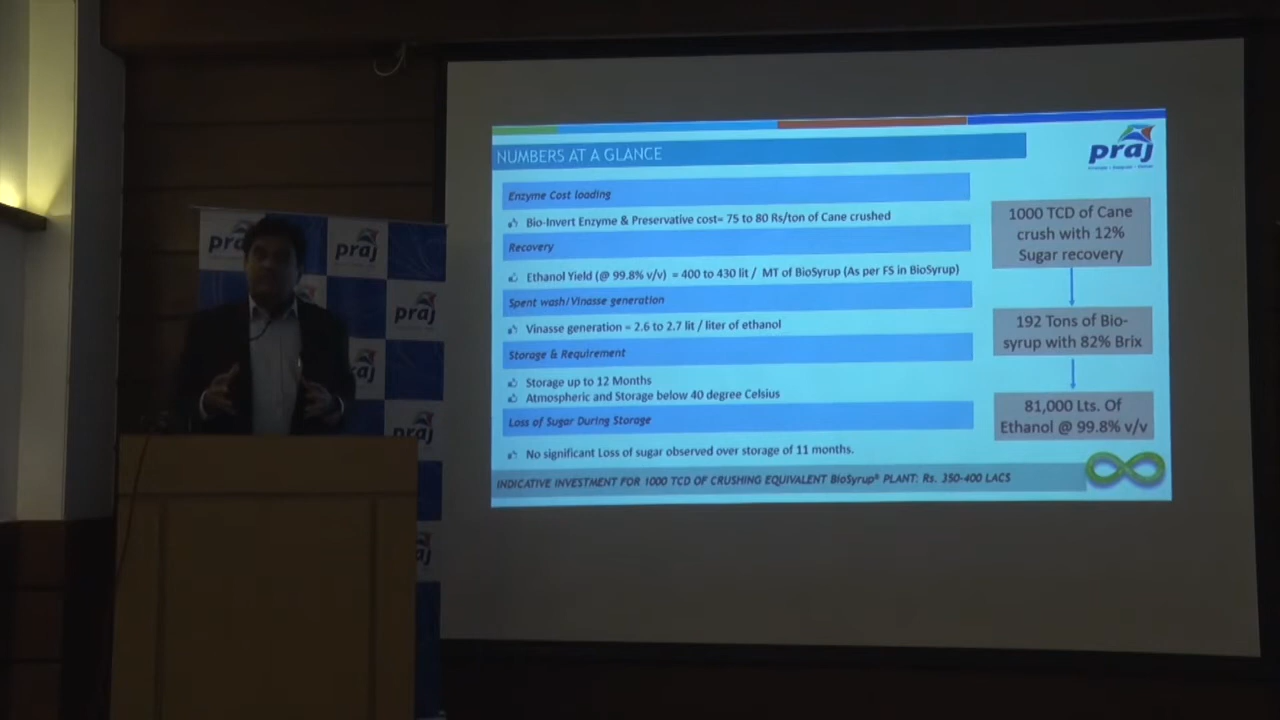 NUMBERS AT A GLANCE
praj
Enzyme Cost loading
Bio-Invert Enzyme & Preservative cost= 75 to 80 Rs/ton of Cane crushed
Recovery
Ethanol Yield (@ 99.8% v/v) = 400 to 430 lit / MT of BioSyrup (As per FS in BioSyrup)
Spent wash/Vinasse generation
Vinasse generation = 2.6 to 2.7 lit / liter of ethanol
Storage & Requirement
Storage up to 12 Months
Atmospheric and Storage below 40 degree Celsius
Loss of Sugar During Storage
No significant Loss of sugar observed over storage of 11 months.
INDICATIVE INVESTMENT FOR 1000 TCD OF CRUSHING EQUIVALENT BioSyrup® PLANT: Rs. 350-400 LACS
1000 TCD of Cane
crush with 12%
Sugar recovery
192 Tons of Bio-
syrup with 82% Brix
81,000 Lts. Of
Ethanol @ 99.8% v/v
praj
praj
praj
praj